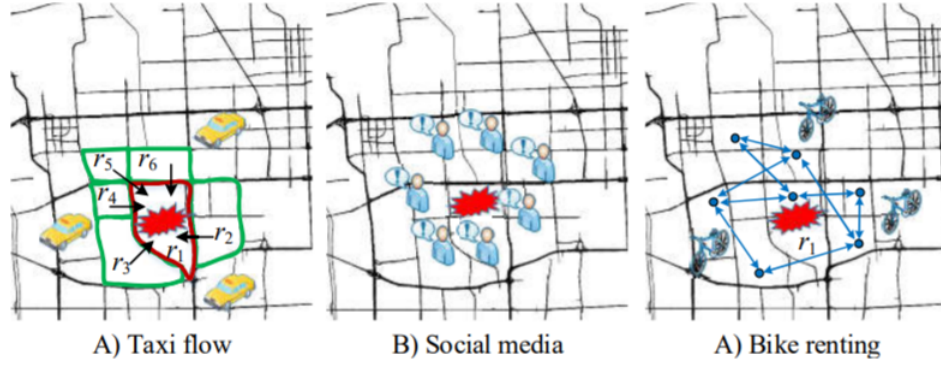 r5 r6
r4
r2
r3 r1
r1
! ! ! ! ! ! !
A) Taxi flow
B) Social media
A) Bike renting